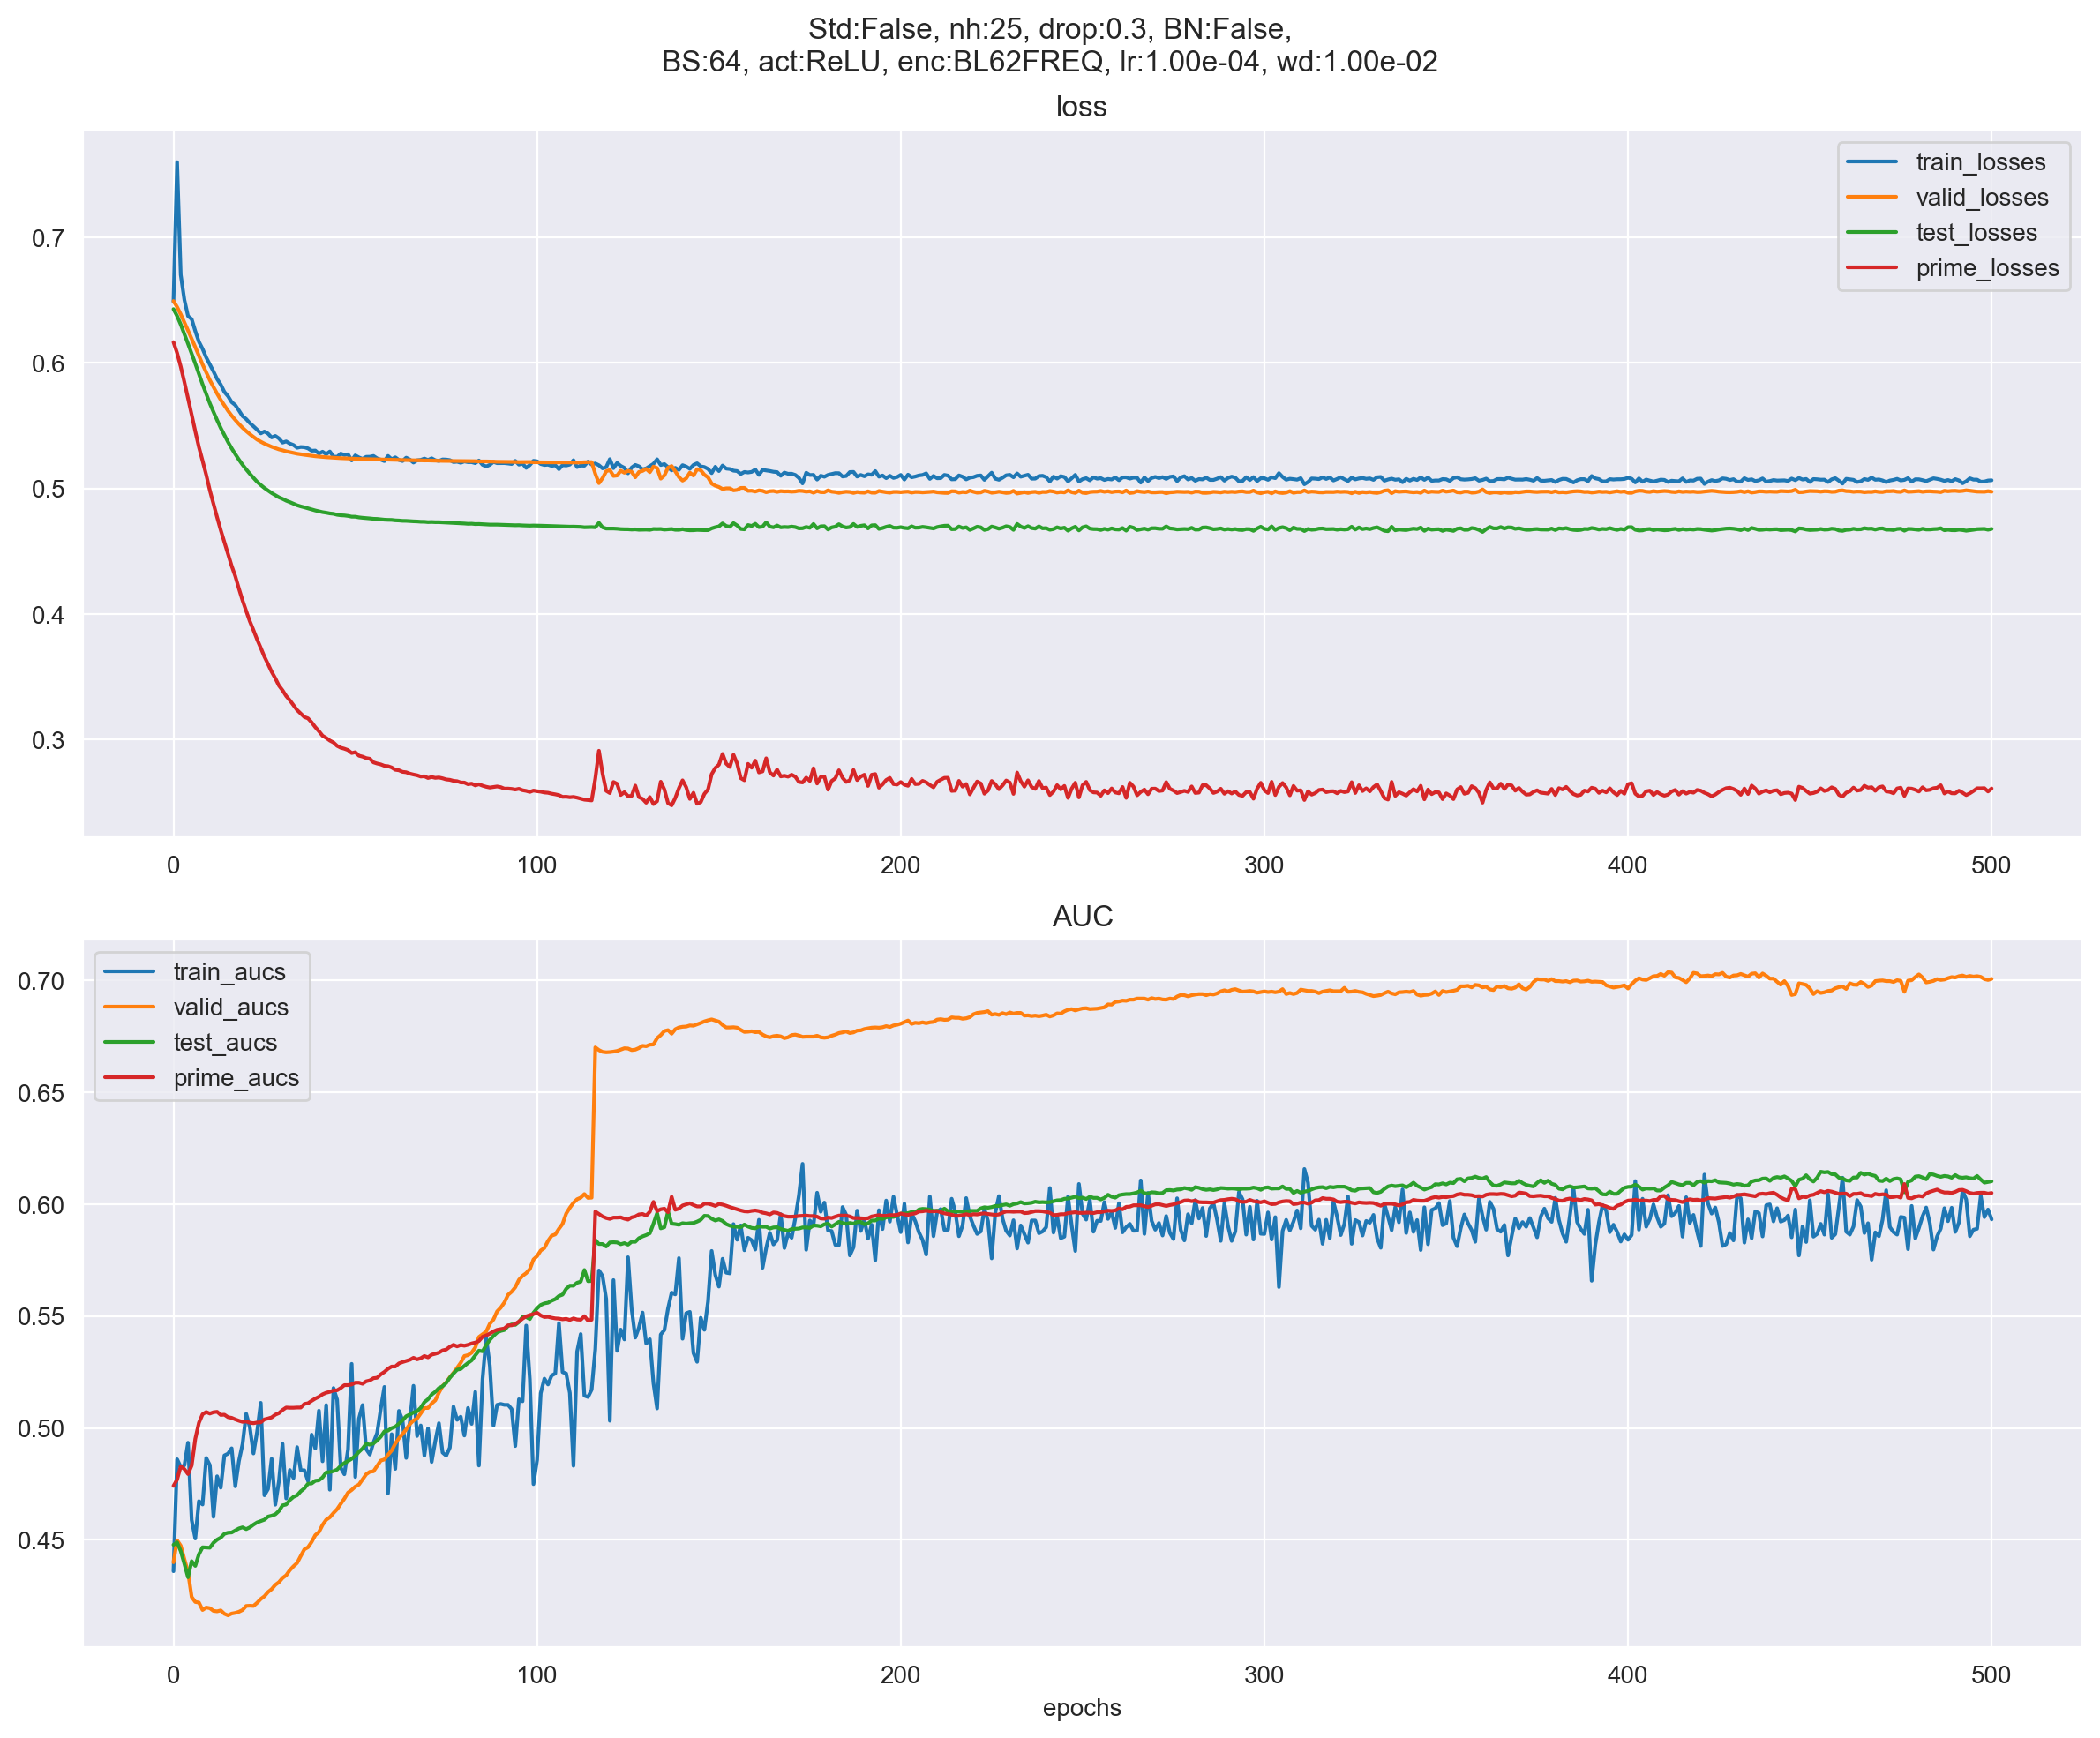 Std:False, nh:25, drop:0.3, BN:False,
BS:64, act:ReLU, enc:BL62FREQ, lr:1.00e-04, wd:1.00e-02
loss
train_losses
valid_losses
test_losses
prime_losses
0.7
0.6
0.5
0.4
0.3
0 100 200 300 400 500
AUC
train_aucs
valid_aucs
test_aucs
prime_aucs
0.70
0.65
0.60
0.55
0.50
0.45
0 100 200 300 400 500
epochs